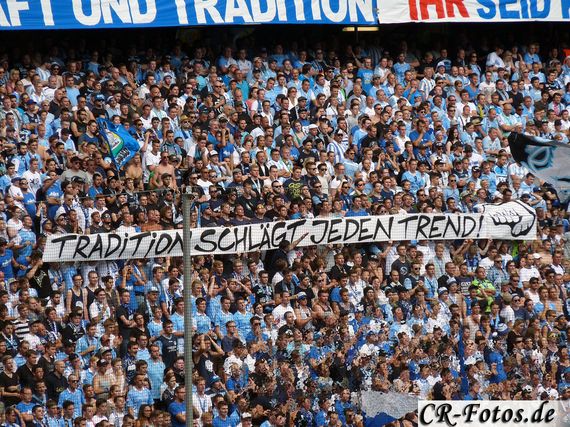 AFT UND TRADITION
IHR SEID
TRADITION SCHLÄGT JEDEN TREND!
CR-Fotos.de